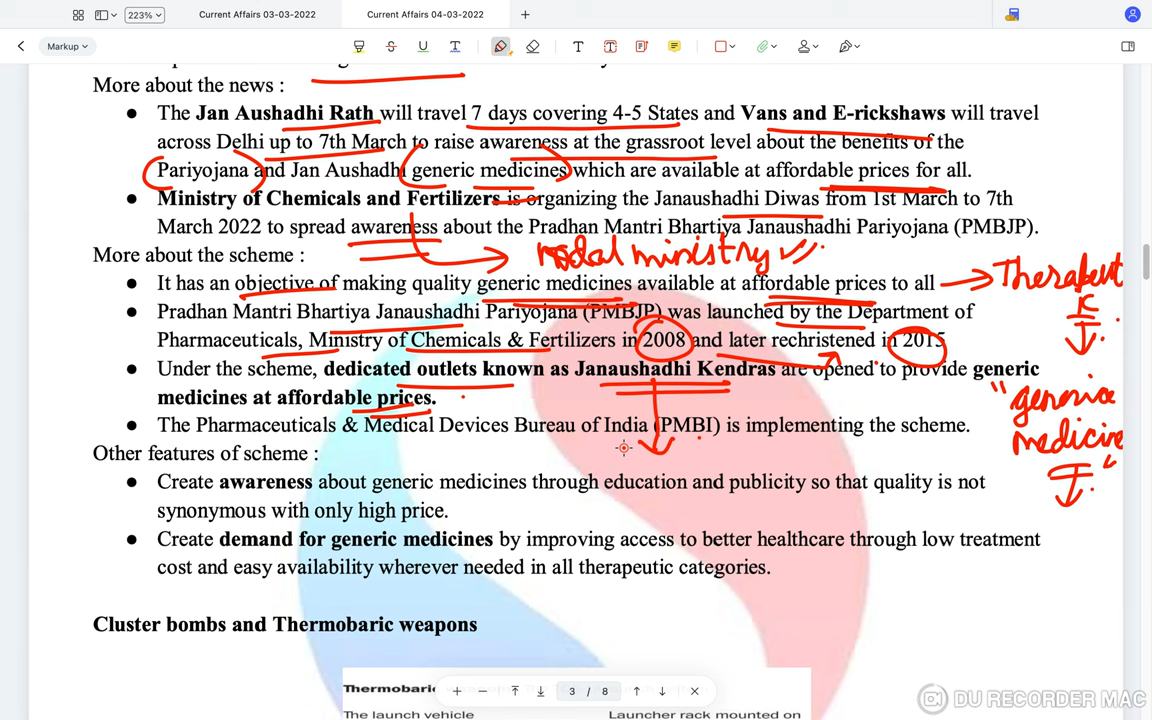 223%
Current Affairs 03-03-2022
Current Affairs 04-03-2022
Markup
More about the news :
● The Jan Aushadhi Rath will travel 7 days covering 4-5 States and Vans and E-rickshaws will travel
across Delhi up to 7th March to raise awareness at the grassroot level about the benefits of the
Pariyojana and Jan Aushadhi generic medicines which are available at affordable prices for all.
● Ministry of Chemicals and Fertilizers is organizing the Janaushadhi Diwas from 1st March to 7th
March 2022 to spread awareness about the Pradhan Mantri Bhartiya Janaushadhi Pariyojana (PMBJP).
nodal ministry
More about the scheme :
● It has an objective of making quality generic medicines available at affordable prices to all
Therapeut
● Pradhan Mantri Bhartiya Janaushadhi Pariyojana (PMBJP) was launched by the Department of
Pharmaceuticals, Ministry of Chemicals & Fertilizers in 2008 and later rechristened in 2015
● Under the scheme, dedicated outlets known as Janaushadhi Kendras are opened to provide generic
medicines at affordable prices.
"generic
medicine"
● The Pharmaceuticals & Medical Devices Bureau of India (PMBI) is implementing the scheme.
Other features of scheme :
● Create awareness about generic medicines through education and publicity so that quality is not
synonymous with only high price.
● Create demand for generic medicines by improving access to better healthcare through low treatment
cost and easy availability wherever needed in all therapeutic categories.
Cluster bombs and Thermobaric weapons
Thermobaric
3 / 8
The launch vehicle
Launcher rack mounted on
DU RECORDER MAC